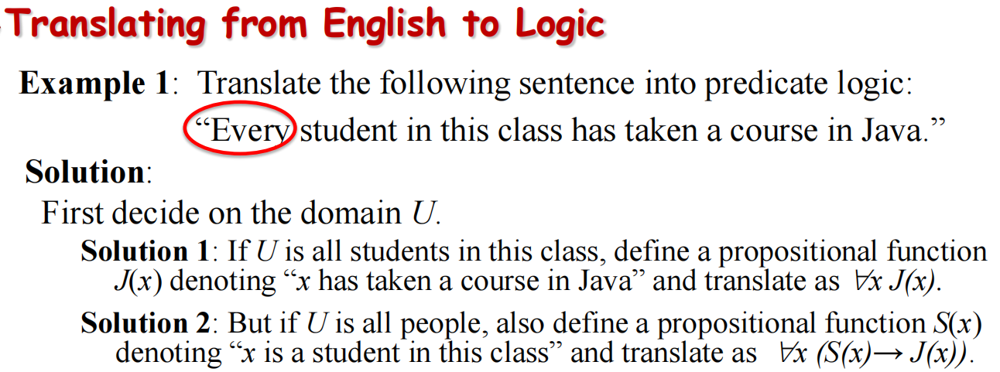 Translating from English to Logic
Example 1: Translate the following sentence into predicate logic:
“Every student in this class has taken a course in Java.”
Solution:
First decide on the domain U.
Solution 1: If U is all students in this class, define a propositional function
J(x) denoting “x has taken a course in Java” and translate as ∀x J(x).
Solution 2: But if U is all people, also define a propositional function S(x)
denoting “x is a student in this class” and translate as ∀x (S(x)→ J(x)).